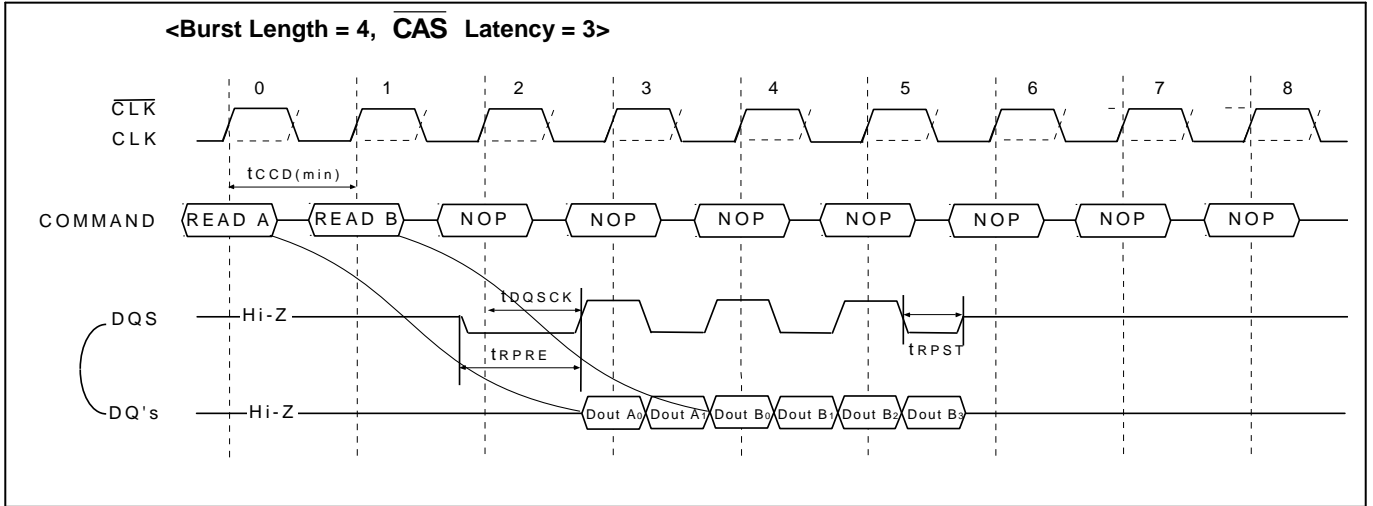 <Burst Length = 4, CAS Latency = 3>
0 1 2 3 4 5 6 7 8
CLK
CLK
tCCD(min)
COMMAND READ A READ B NOP NOP NOP NOP NOP NOP NOP
tDQSCK
DQS Hi-Z
tRPRE
tRPST
DQ's Hi-Z Dout A0 Dout A1 Dout B0 Dout B1 Dout B2 Dout B3